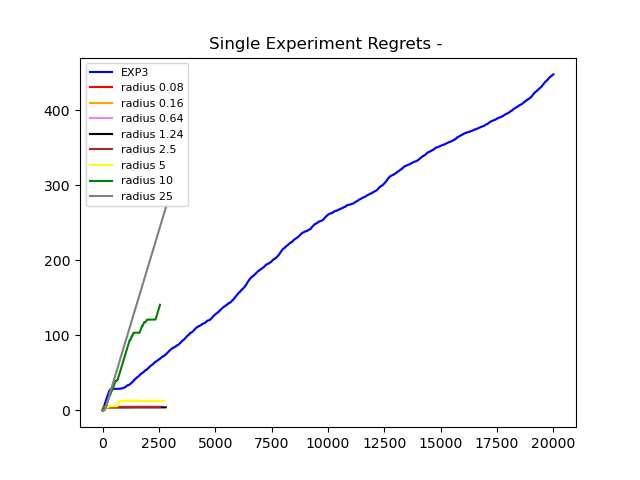 Single Experiment Regrets -
EXP3
radius 0.08
radius 0.16
radius 0.64
radius 1.24
radius 2.5
radius 5
radius 10
radius 25
400
300
200
100
0
0 2500 5000 7500 10000 12500 15000 17500 20000